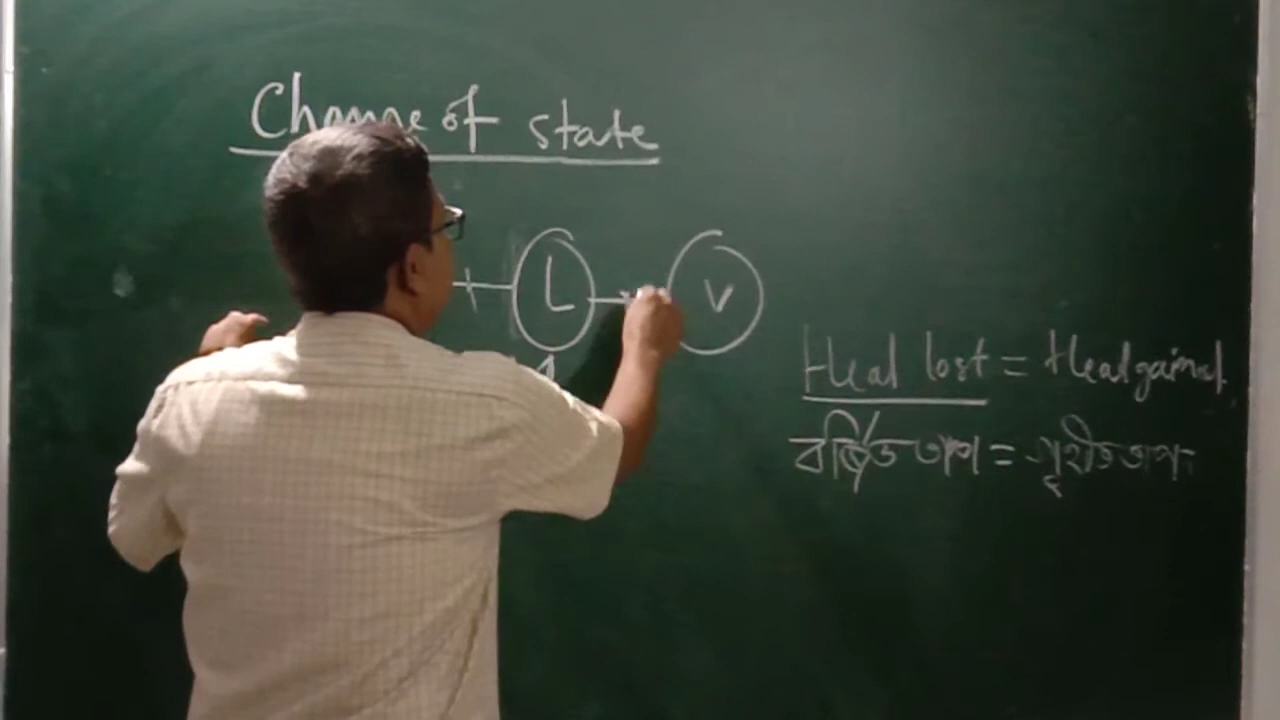 Change of state
L
V
Heat lost = Heat gained
বর্জিত তাপ = গৃহীত তাপ